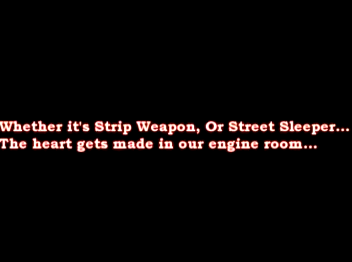 Whether it's Strip Weapon, Or Street Sleeper...
The heart gets made in our engine room...